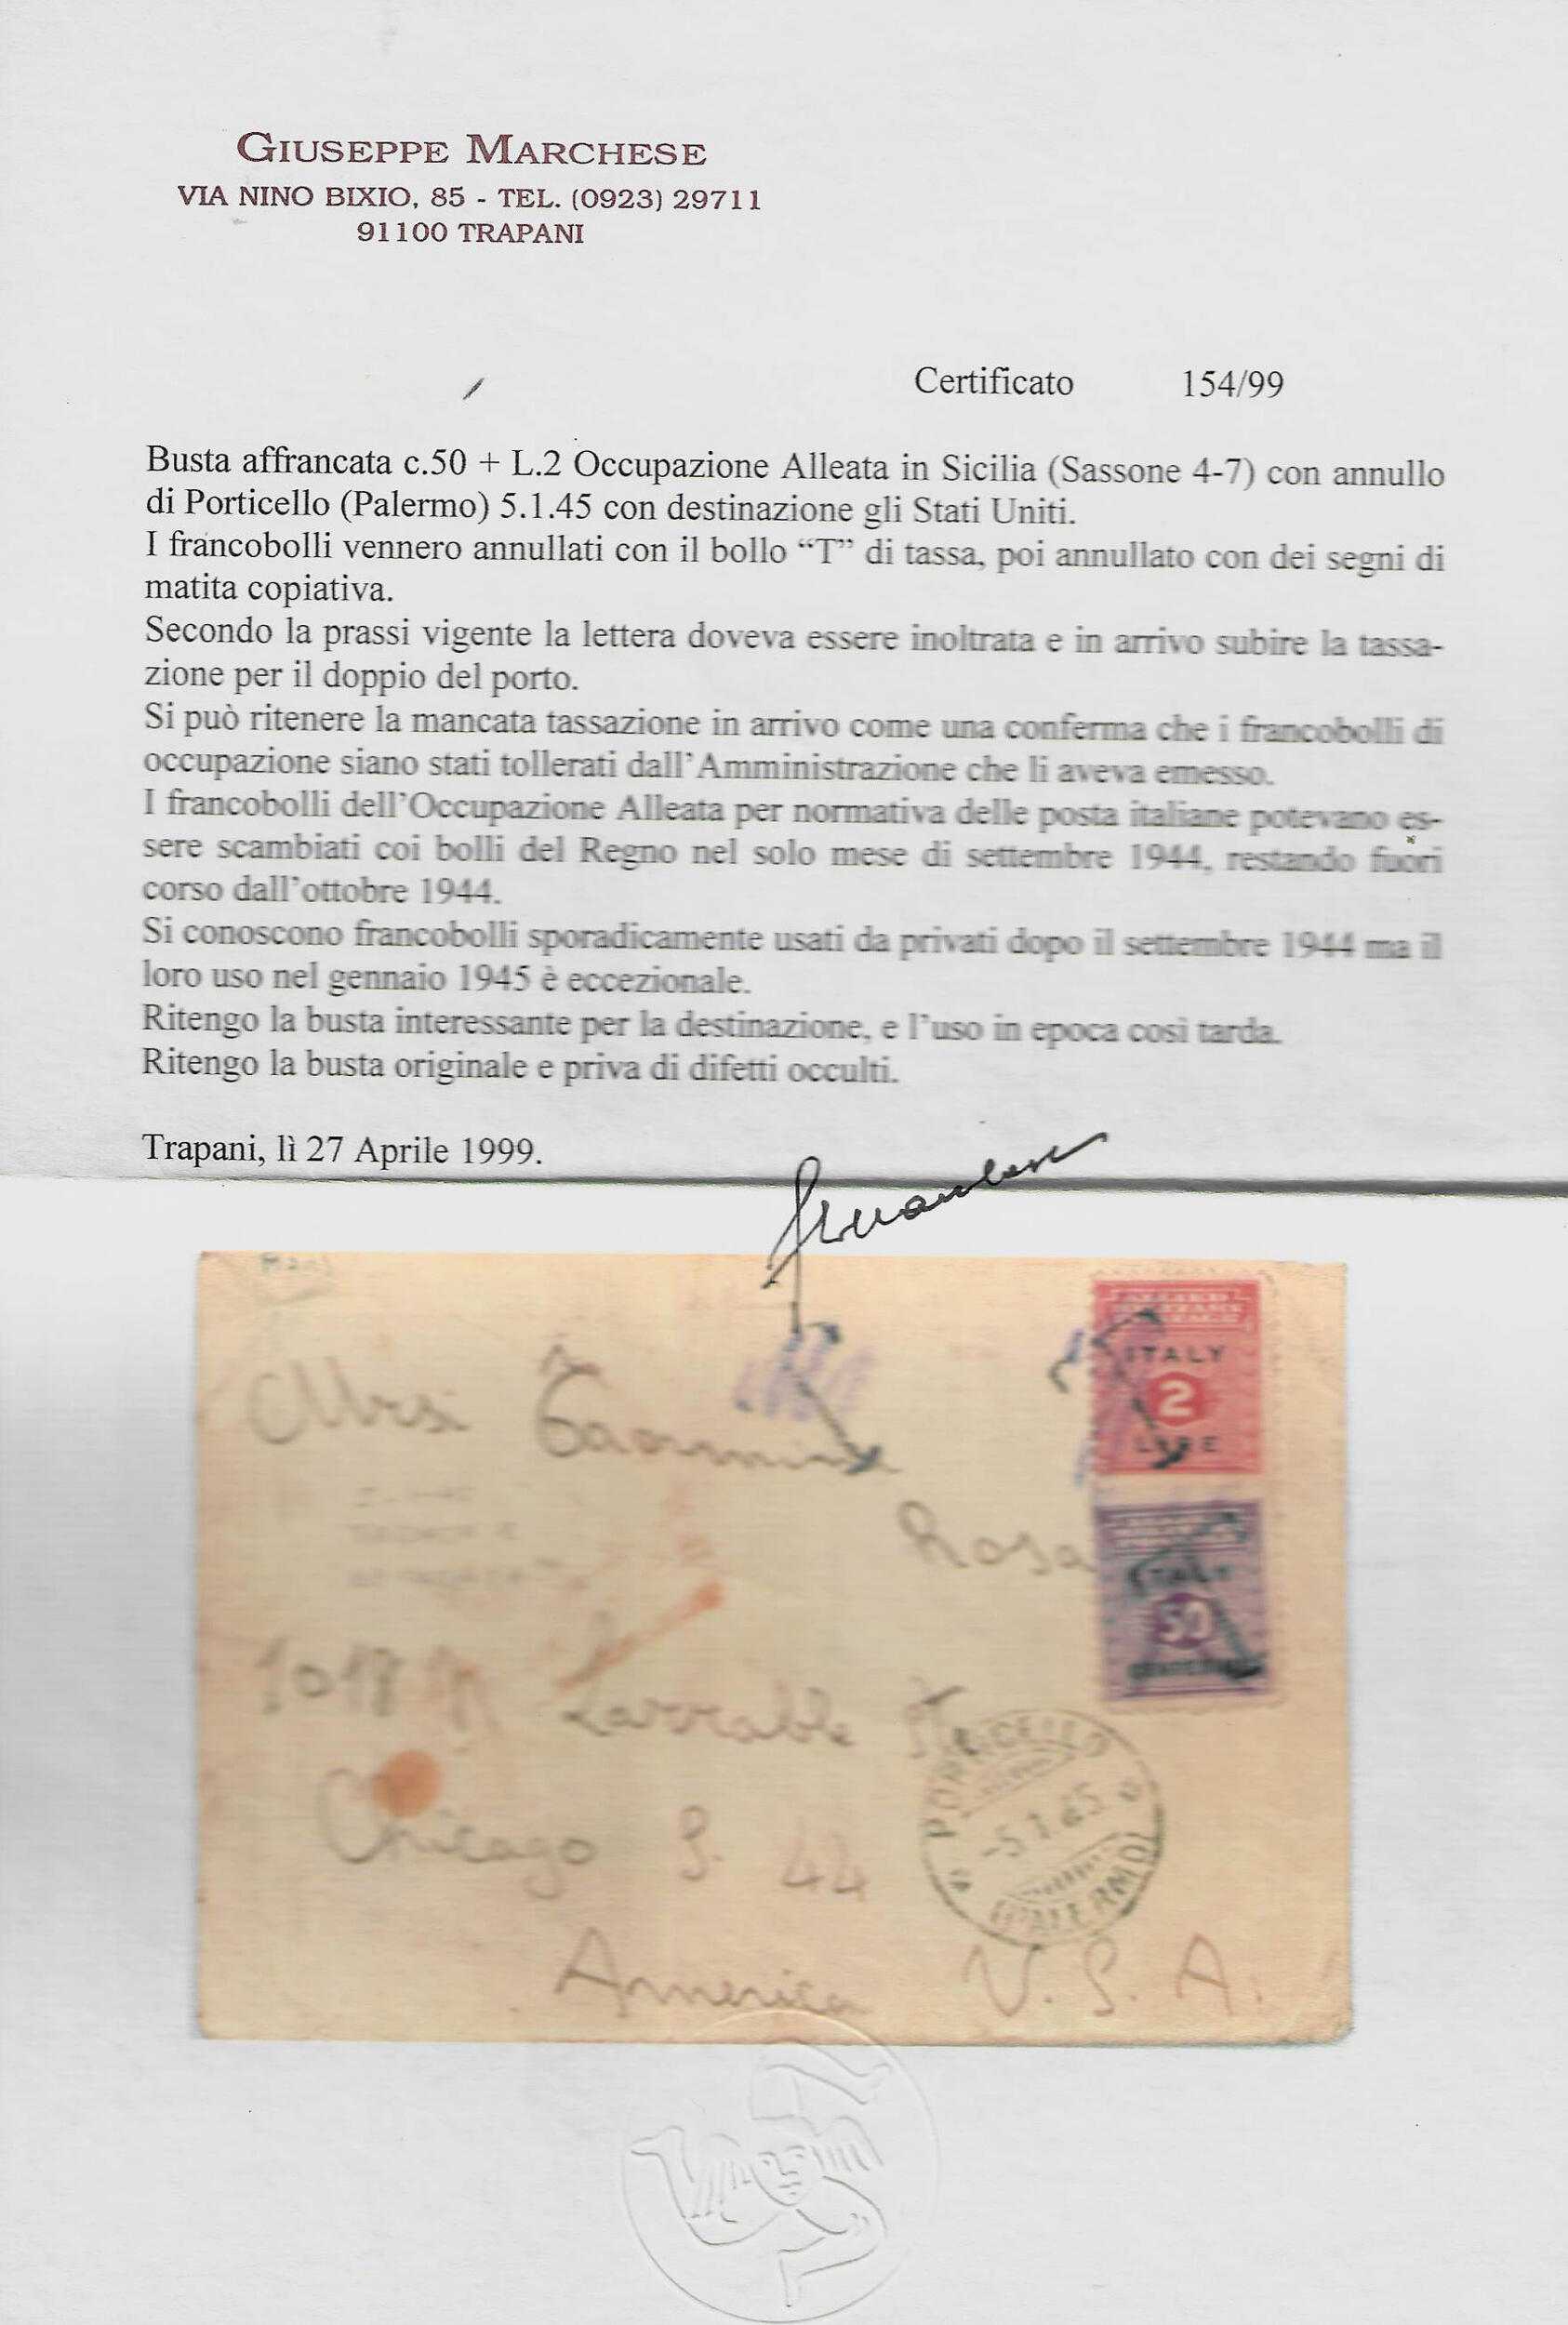 GIUSEPPE MARCHESE
VIA NINO BIXIO, 85 - TEL. (0923) 29711
91100 TRAPANI
Certificato 154/99
Busta affrancata c.50 + L.2 Occupazione Alleata in Sicilia (Sassone 4-7) con annullo
di Porticello (Palermo) 5.1.45 con destinazione gli Stati Uniti.
I francobolli vennero annullati con il bollo “T” di tassa, poi annullato con dei segni di
matita copiativa.
Secondo la prassi vigente la lettera doveva essere inoltrata e in arrivo subire la tassa-
zione per il doppio del porto.
Si può ritenere la mancata tassazione in arrivo come una conferma che i francobolli di
occupazione siano stati tollerati dall’Amministrazione che li aveva emesso.
I francobolli dell’Occupazione Alleata per normativa delle posta italiane potevano es-
sere scambiati coi bolli del Regno nel solo mese di settembre 1944, restando fuori
corso dall’ottobre 1944.
Si conoscono francobolli sporadicamente usati da privati dopo il settembre 1944 ma il
loro uso nel gennaio 1945 è eccezionale.
Ritengo la busta interessante per la destinazione, e l’uso in epoca così tarda.
Ritengo la busta originale e priva di difetti occulti.
Trapani, lì 27 Aprile 1999.
ITALY
2
LIRE
Taormina
Rosa
ITALY
50
1018 N Larrable St
PORTICELLO
-5.1.45
(PALERMO)
Chicago S. 44
America U.S.A.